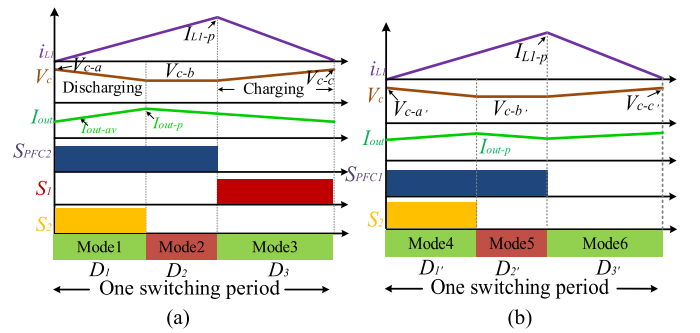 iL1
IL1-p
Vc
Vc-a
Vc-b
Vc-c
Discharging
Charging
Iout
Iout-av
Iout-p
SPFC2
S1
S2
Mode1 Mode2 Mode3
D1 D2 D3
One switching period
(a)
iL1
IL1-p
Vc
Vc-a'
Vc-b'
Vc-c'
Iout
Iout-p
SPFC1
S2
Mode4 Mode5 Mode6
D1' D2' D3'
One switching period
(b)